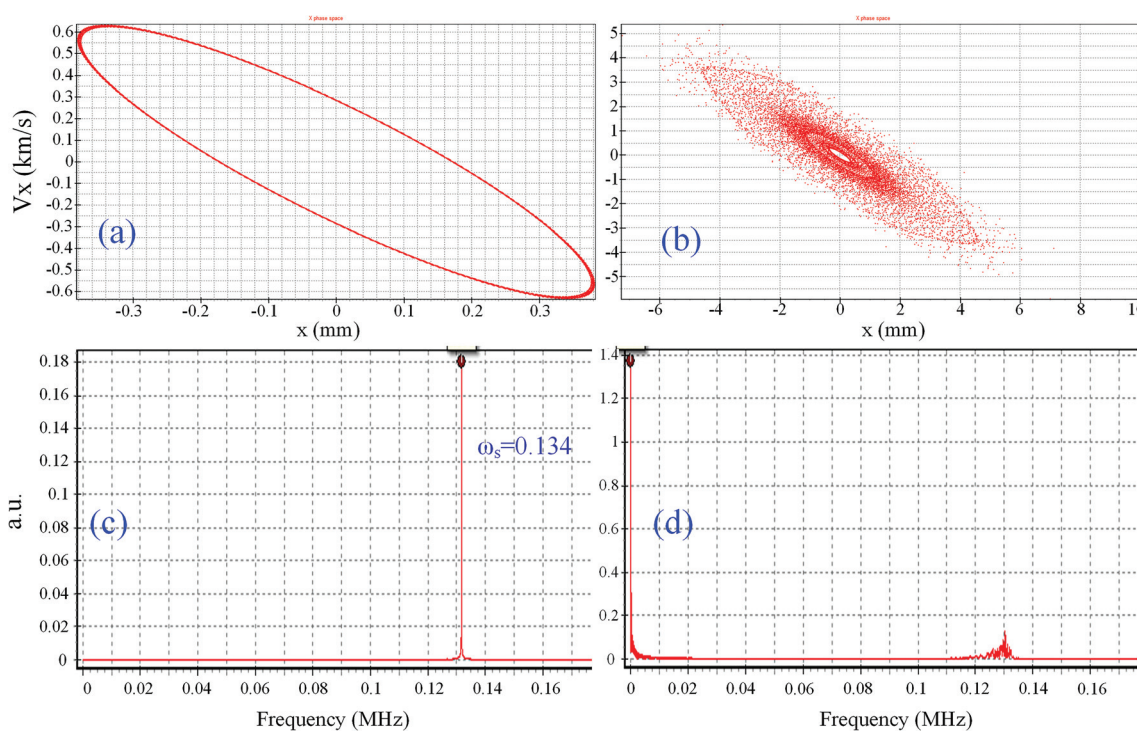 X phase space
X phase space
Vx (km/s)
0.6
0.5
0.4
0.3
0.2
0.1
0
-0.1
-0.2
-0.3
-0.4
-0.5
-0.6
(a)
-0.3 -0.2 -0.1 0 0.1 0.2 0.3
x (mm)
5
4
3
2
1
0
-1
-2
-3
-4
-5
(b)
-6 -4 -2 0 2 4 6 8 10
x (mm)
a.u.
0.18
0.16
0.14
0.12
0.1
0.08
0.06
0.04
0.02
0
ωs=0.134
(c)
0 0.02 0.04 0.06 0.08 0.10 0.12 0.14 0.16
Frequency (MHz)
1.4
1.2
1
0.8
0.6
0.4
0.2
0
(d)
0 0.02 0.04 0.06 0.08 0.10 0.12 0.14 0.16
Frequency (MHz)